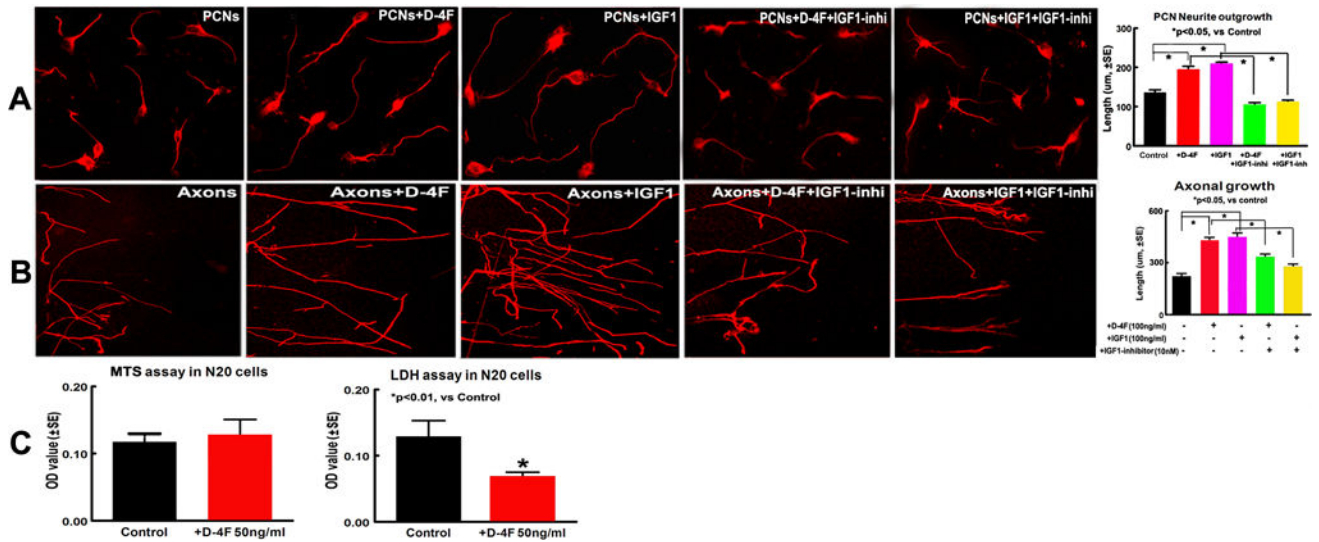 A
PCNs
PCNs+D-4F
PCNs+IGF1
PCNs+D-4F+IGF1-inhi
PCNs+IGF1+IGF1-inhi
PCN Neurite outgrowth
*p<0.05, vs Control
Length (um, ±SE)
300
200
100
0
* * * *
Control
+D-4F
+IGF1
+D-4F
+IGF1-inhi
+IGF1
+IGF1-inh
B
Axons
Axons+D-4F
Axons+IGF1
Axons+D-4F+IGF1-inhi
Axons+IGF1+IGF1-inhi
Axonal growth
*p<0.05, vs control
Length (um, ±SE)
600
300
0
* * * *
+D-4F(100ng/ml) - + - + -
+IGF1(100ng/ml) - - + - +
+IGF1-inhibitor(10nM) - - - + +
C
MTS assay in N20 cells
OD value (±SE)
0.20
0.10
0.00
Control
+D-4F 50ng/ml
LDH assay in N20 cells
*p<0.01, vs Control
OD value (±SE)
0.20
0.10
0.00
*
Control
+D-4F 50ng/ml